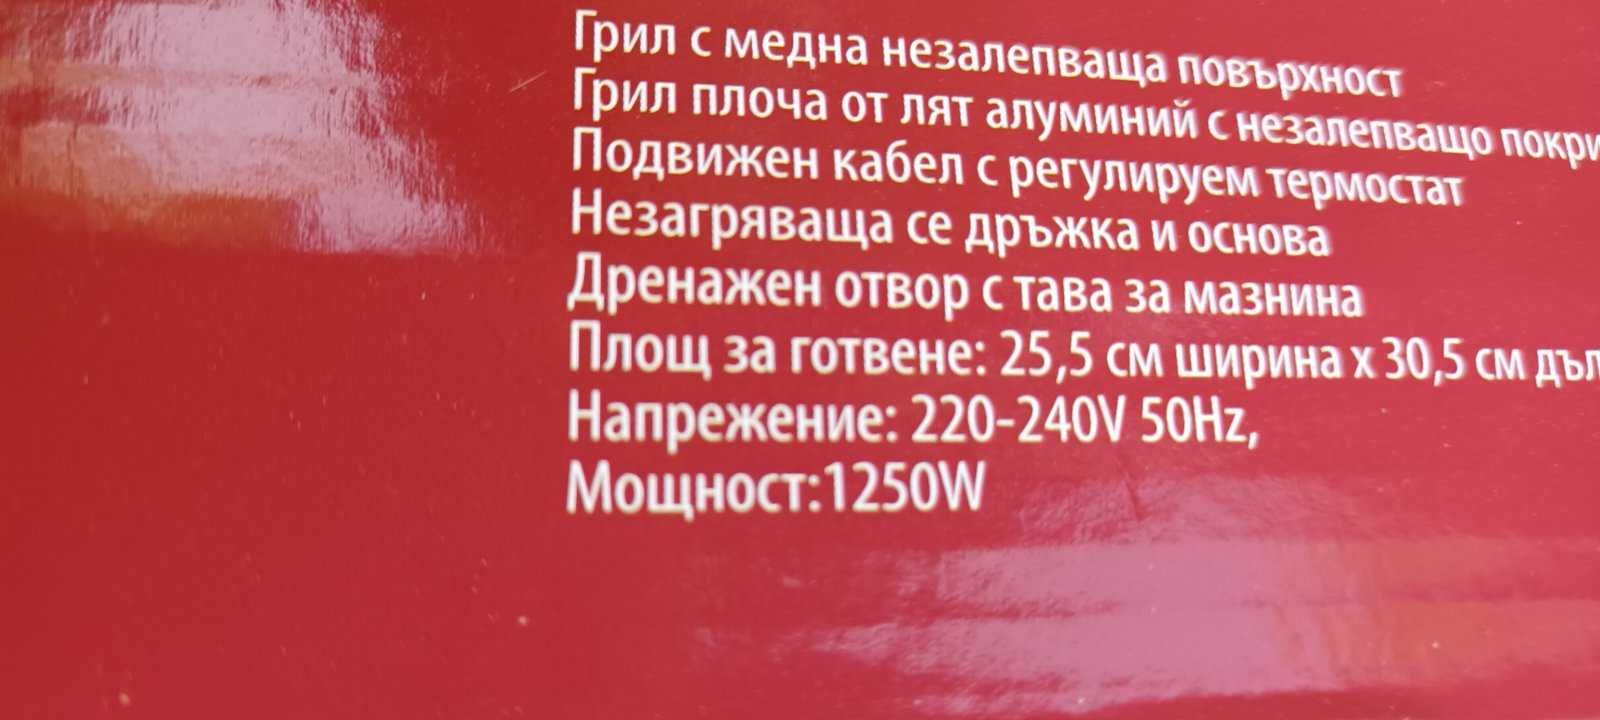 Грил с медна незалепваща повърхност
Грил плоча от лят алуминий с незалепващо покри
Подвижен кабел с регулируем термостат
Незагряваща се дръжка и основа
Дренажен отвор с тава за мазнина
Площ за готвене: 25,5 см ширина х 30,5 см дъл
Напрежение: 220-240V 50Hz,
Мощност:1250W